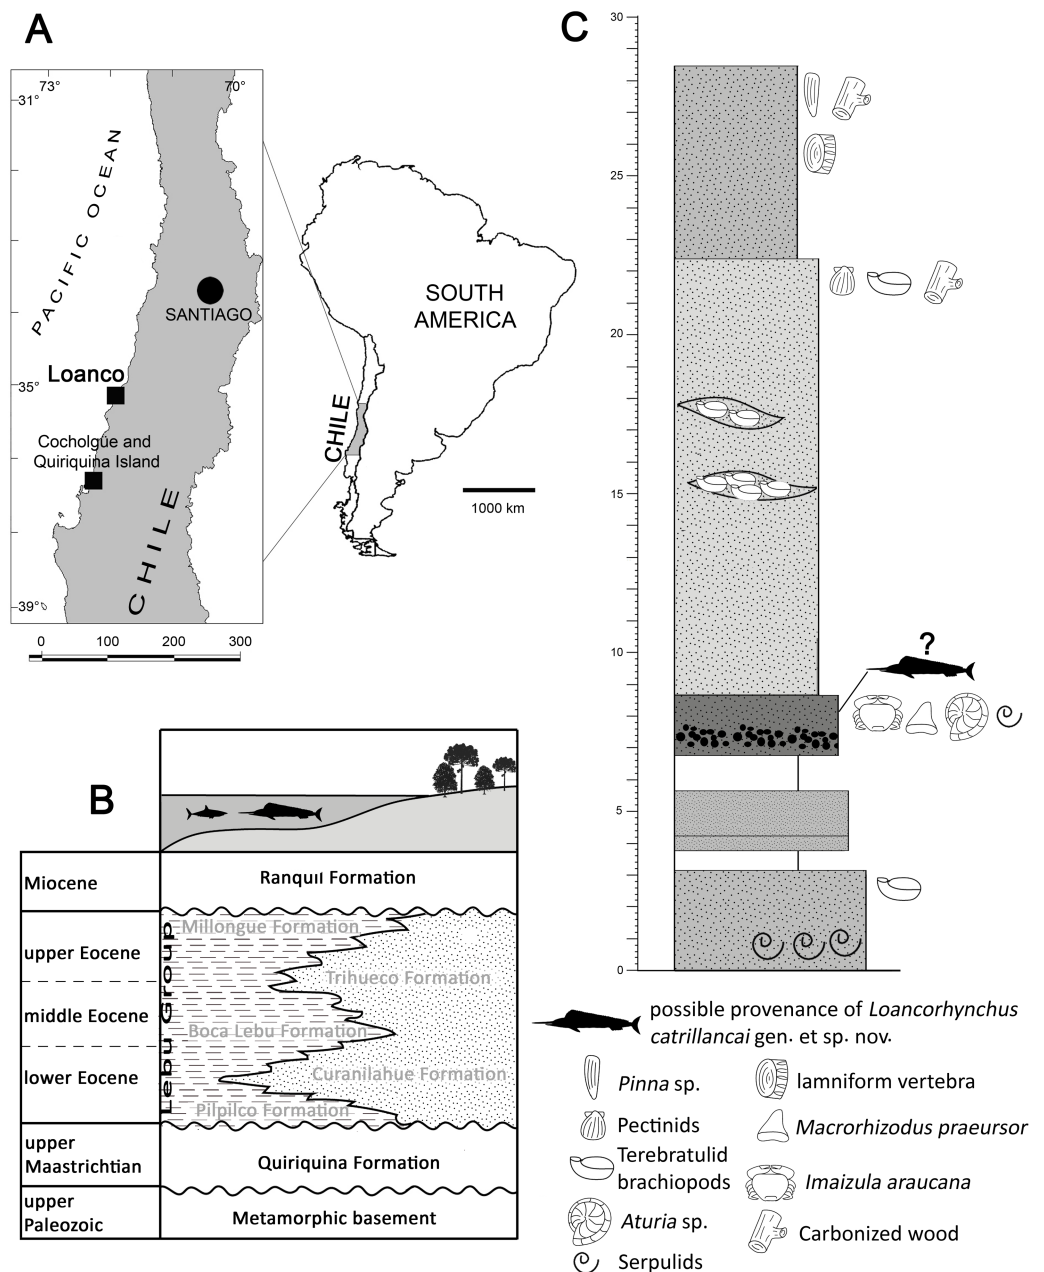 A
73°
70°
31°
PACIFIC OCEAN
SANTIAGO
Loanco
35°
Cocholgüe and
Quiriquina Island
CHILE
39°
0 100 200 300
SOUTH
AMERICA
CHILE
1000 km
B
Miocene
Ranquil Formation
upper Eocene
middle Eocene
lower Eocene
Lebu Group
Millongue Formation
Trihueco Formation
Boca Lebu Formation
Curanilahue Formation
Pilpilco Formation
upper
Maastrichtian
Quiriquina Formation
upper
Paleozoic
Metamorphic basement
C
30
25
20
15
10
5
0
?
possible provenance of Loancorhynchus
catrillancai gen. et sp. nov.
Pinna sp.
lamniform vertebra
Pectinids
Macrorhizodus praeursor
Terebratulid
brachiopods
Imaizula araucana
Aturia sp.
Carbonized wood
Serpulids